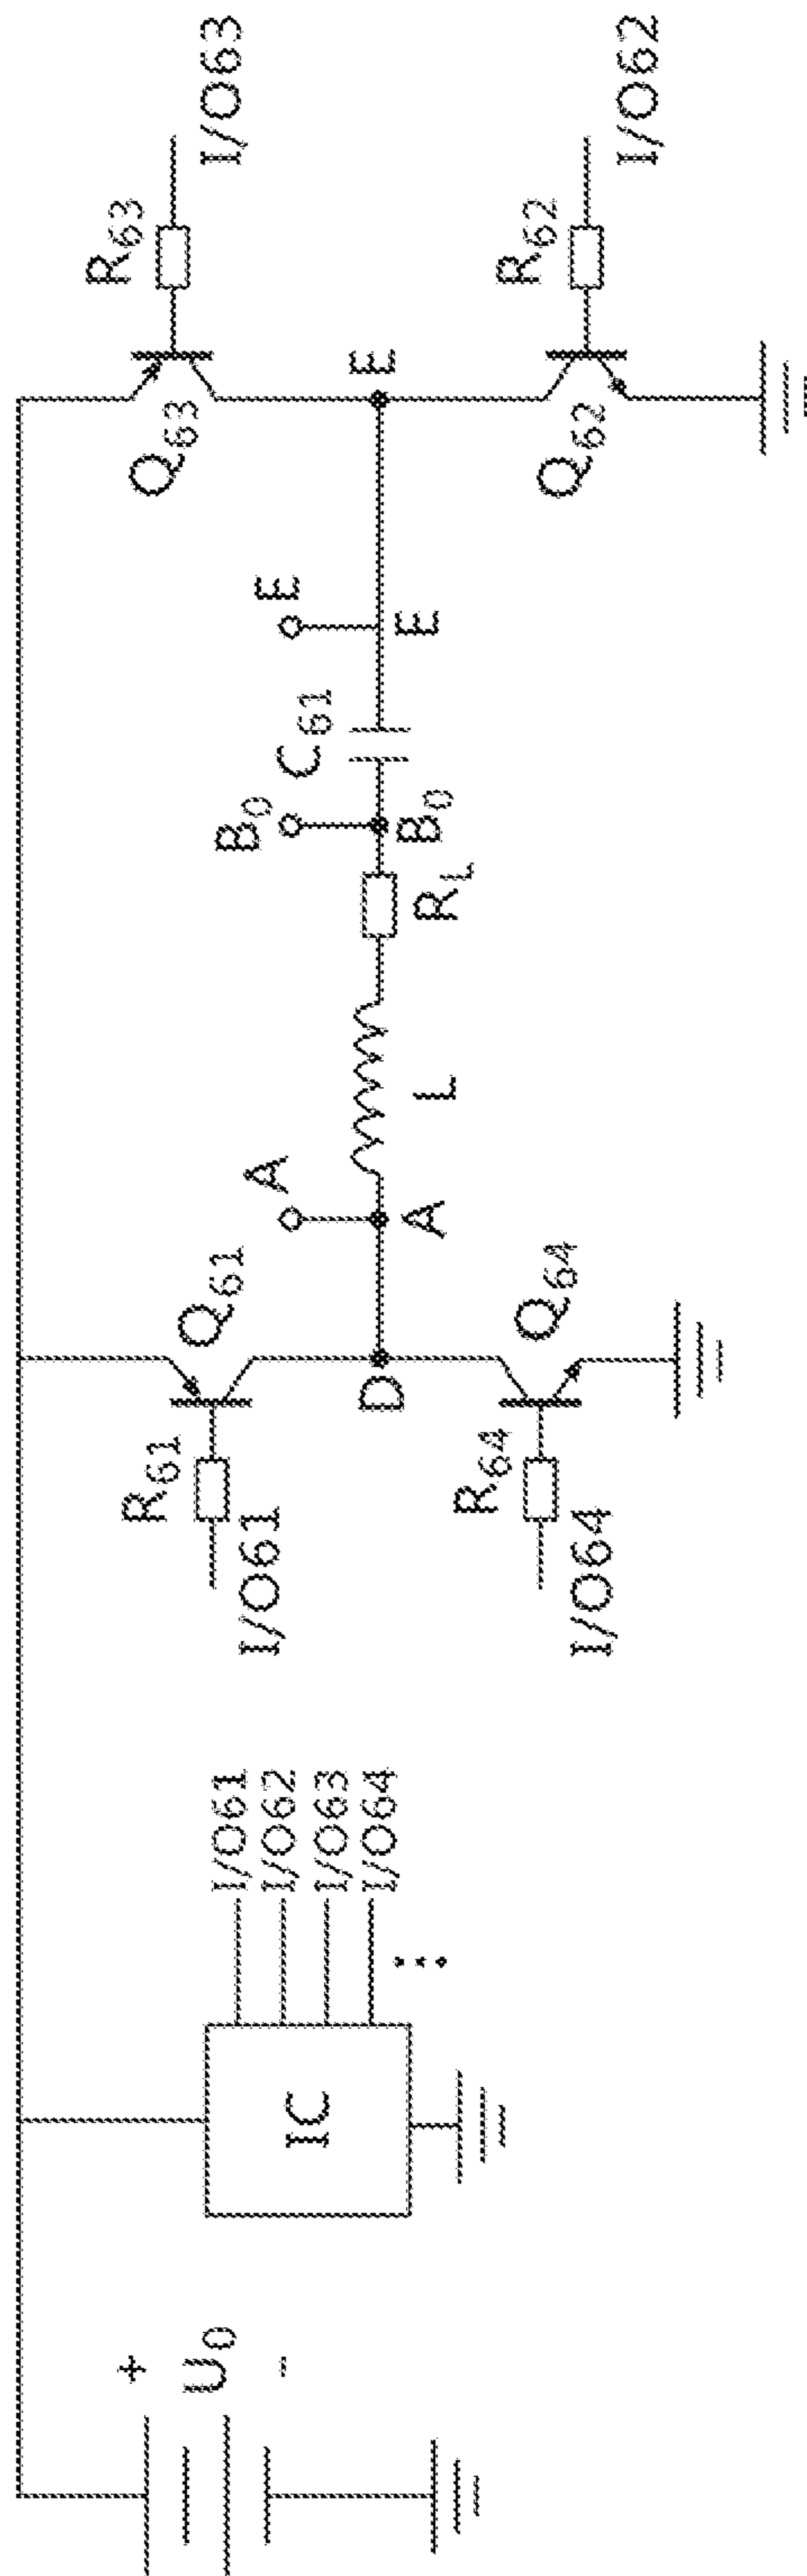 +
U0
-
IC
I/O61
I/O62
I/O63
I/O64
I/O61
R61
Q61
I/O64
R64
Q64
D
A
A
L
RL
B0
B0
C61
E
E
E
Q63
R63
I/O63
Q62
R62
I/O62